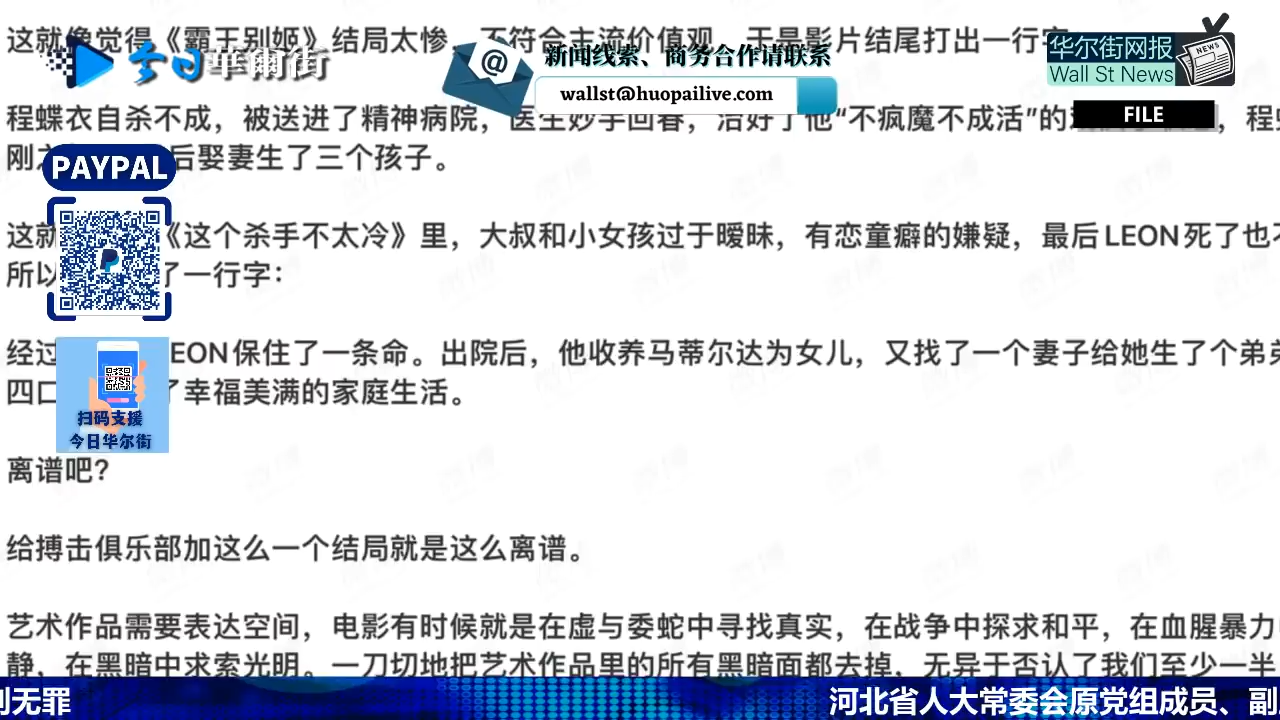 这就像觉得《霸王别姬》结局太惨，不符合主流价值观，于是影片结尾打出一行字
今日華爾街
新闻线索、商务合作请联系
wallst@huopailive.com
华尔街网报
Wall St News
NEWS
FILE
程蝶衣自杀不成，被送进了精神病院，医生妙手回春，治好了他“不疯魔不成活”的
，程
刚
后娶妻生了三个孩子。
PAYPAL
这就
《这个杀手不太冷》里，大叔和小女孩过于暧昧，有恋童癖的嫌疑，最后LEON死了也不
所以
了一行字：
经过
EON保住了一条命。出院后，他收养马蒂尔达为女儿，又找了一个妻子给她生了个弟弟
四口
了幸福美满的家庭生活。
扫码支援
今日华尔街
离谱吧？
给搏击俱乐部加这么一个结局就是这么离谱。
艺术作品需要表达空间，电影有时候就是在虚与委蛇中寻找真实，在战争中探求和平，在血腥暴力
静，在黑暗中求索光明。一刀切地把艺术作品里的所有黑暗面都去掉，无异于否认了我们至少一半
判无罪
河北省人大常委会原党组成员、副